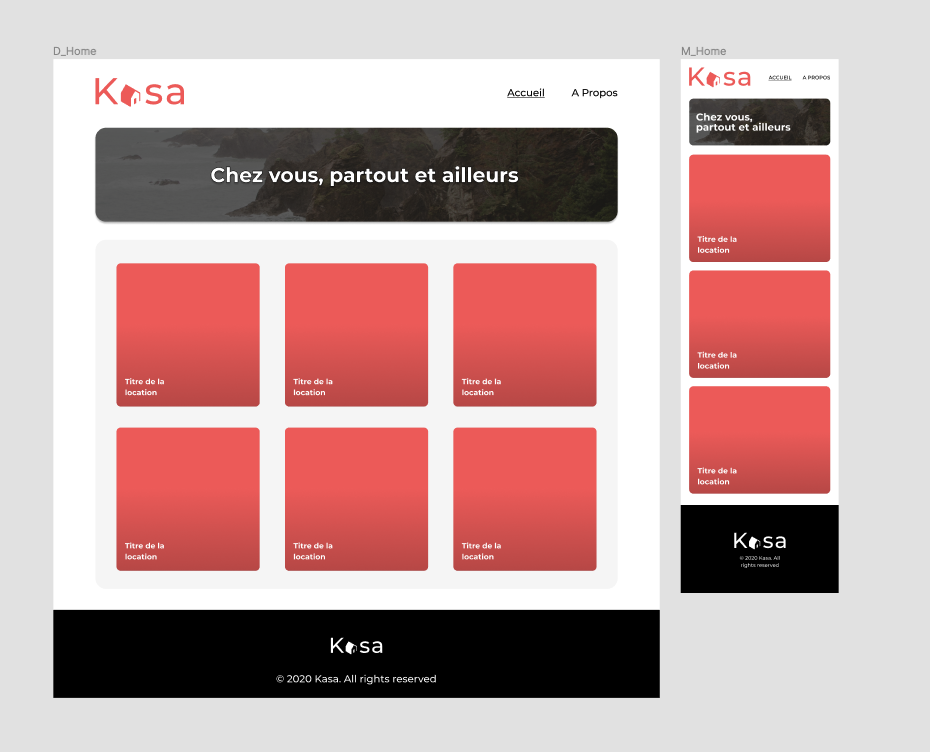 D_Home
Kasa
Accueil
A Propos
Chez vous, partout et ailleurs
Titre de la
location
Titre de la
location
Titre de la
location
Titre de la
location
Titre de la
location
Titre de la
location
Kasa
© 2020 Kasa. All rights reserved
M_Home
Kasa
ACCUEIL
A PROPOS
Chez vous,
partout et ailleurs
Titre de la
location
Titre de la
location
Titre de la
location
Kasa
© 2020 Kasa. All
rights reserved